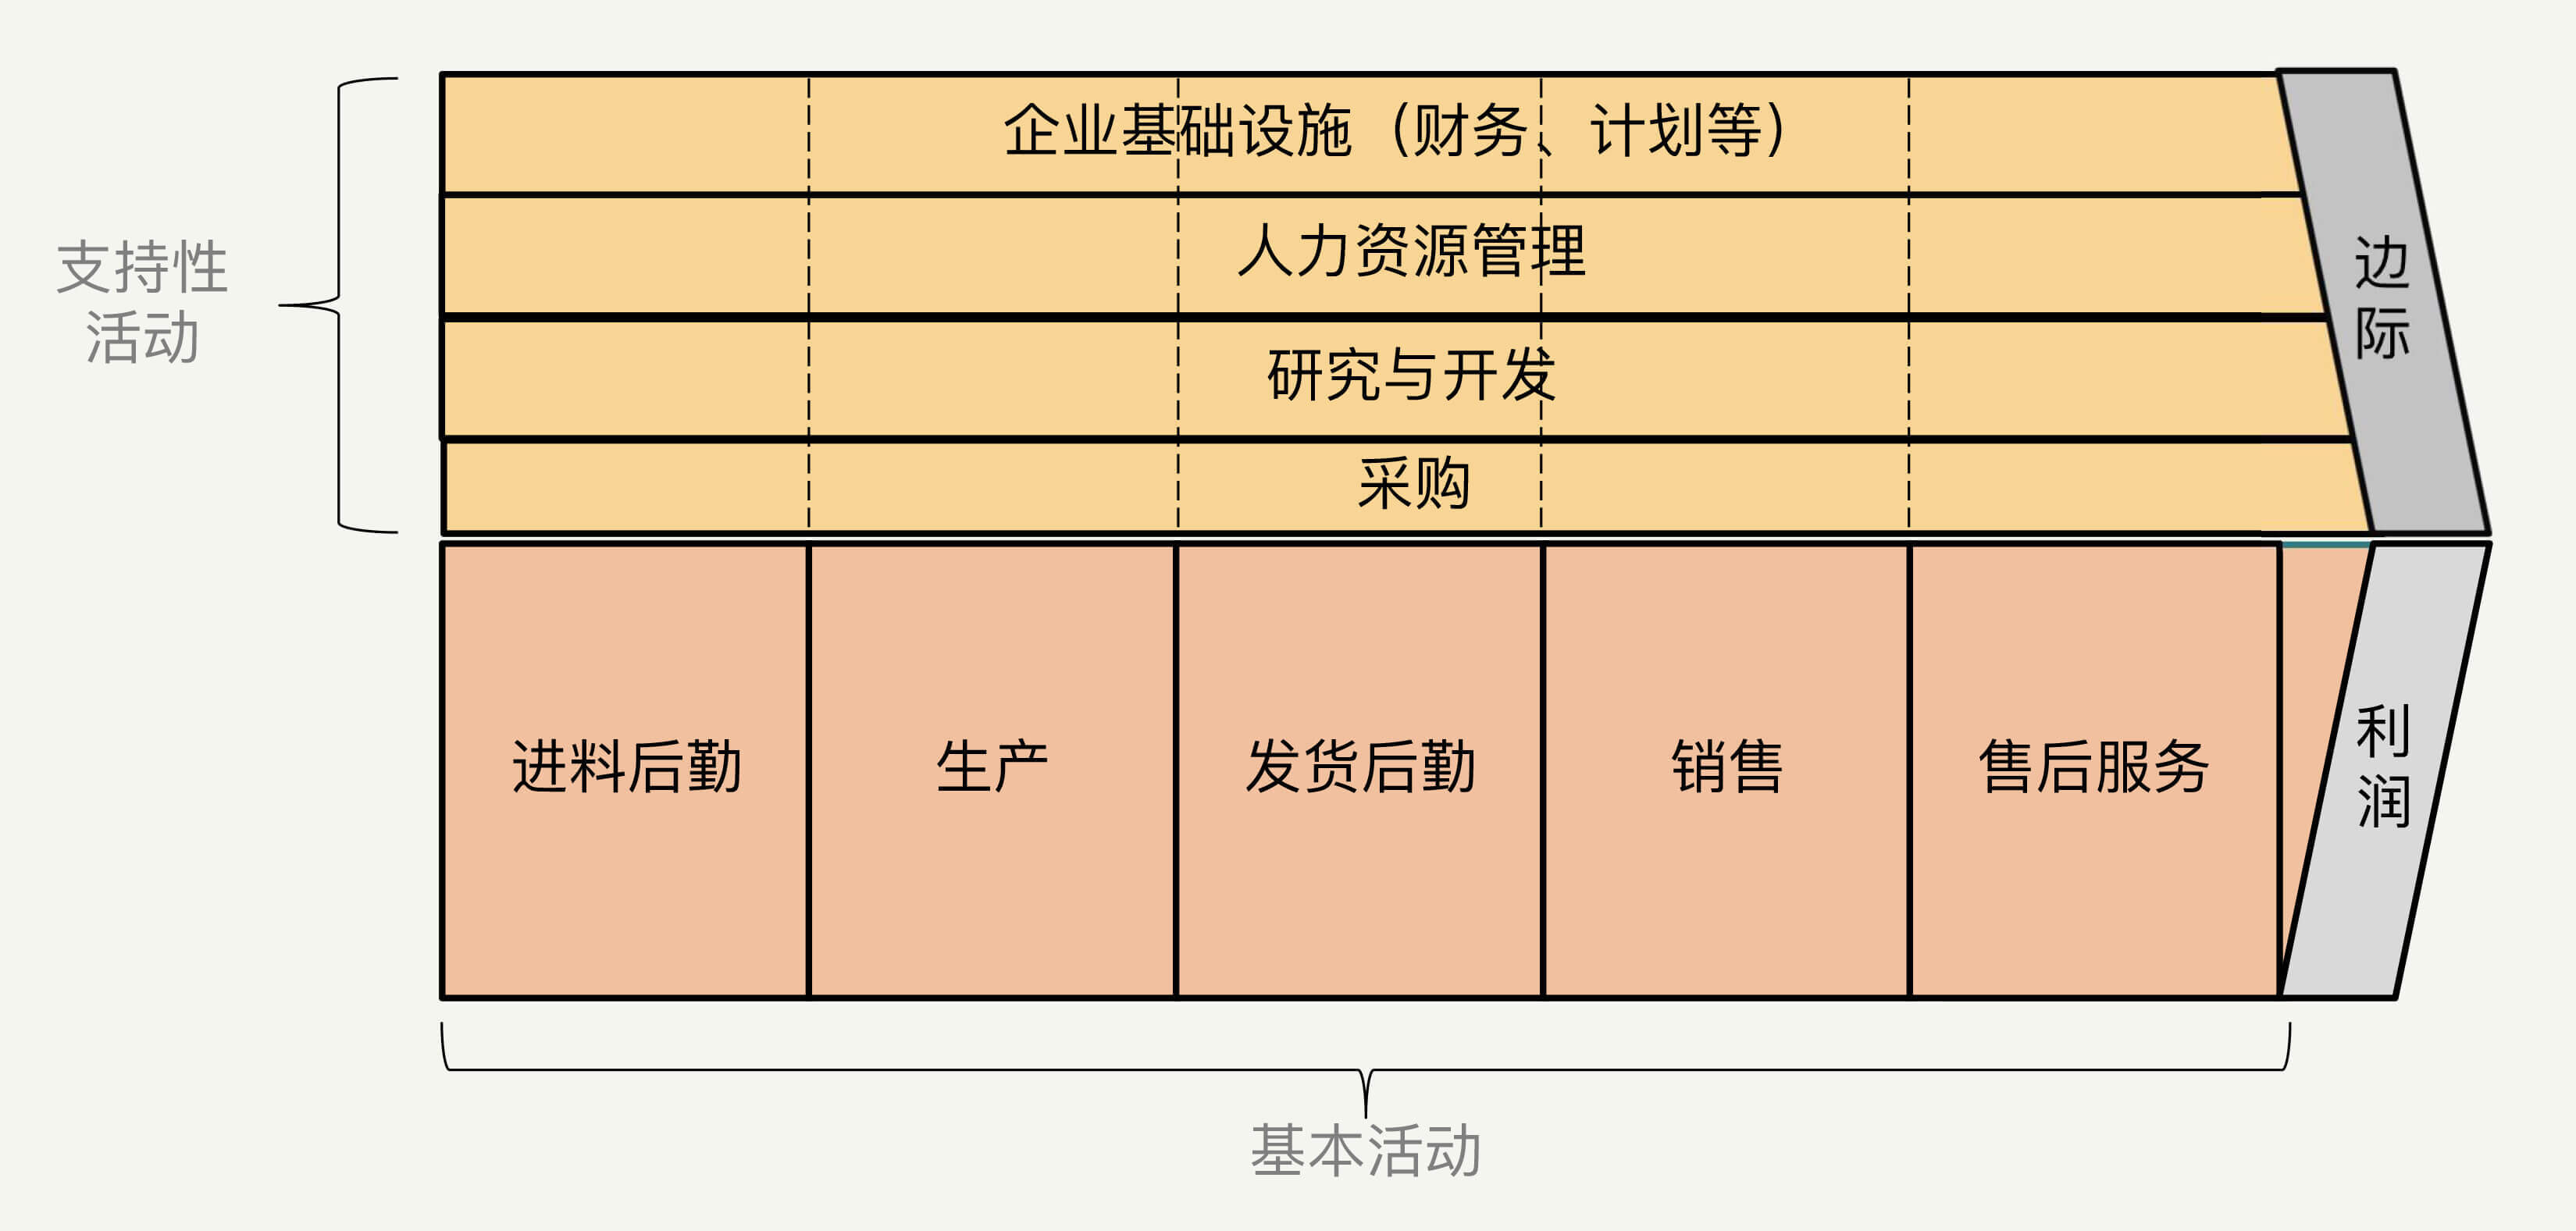 企业基础设施（财务、计划等）
人力资源管理
研究与开发
采购
支持性
活动
边
际
进料后勤
生产
发货后勤
销售
售后服务
利
润
基本活动